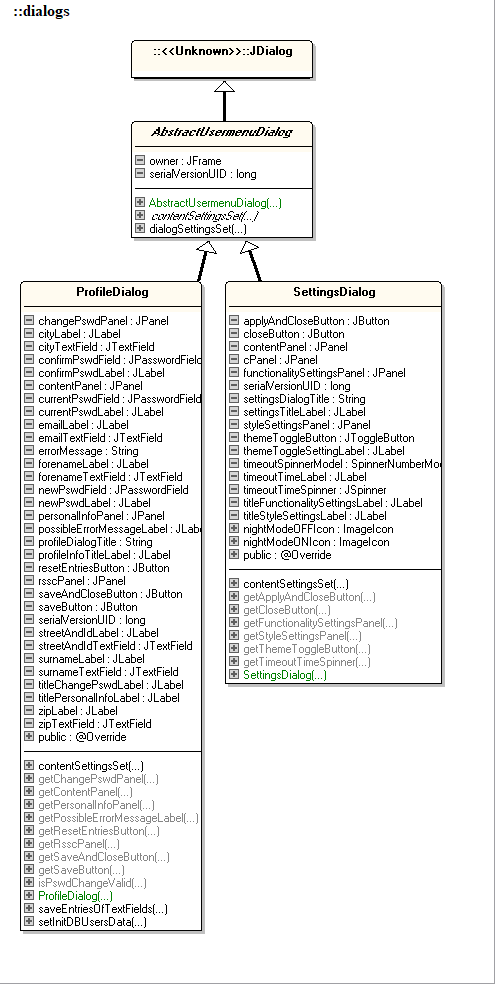 ::dialogs
::<<Unknown>>::JDialog
AbstractUsermenuDialog
owner : JFrame
serialVersionUID : long
AbstractUsermenuDialog(...)
contentSettingsSet(...)
dialogSettingsSet(...)
ProfileDialog
changePswdPanel : JPanel
cityLabel : JLabel
cityTextField : JTextField
confirmPswdField : JPasswordField
confirmPswdLabel : JLabel
contentPanel : JPanel
currentPswdField : JPasswordField
currentPswdLabel : JLabel
emailLabel : JLabel
emailTextField : JTextField
errorMessage : String
forenameLabel : JLabel
forenameTextField : JTextField
newPswdField : JPasswordField
newPswdLabel : JLabel
personalInfoPanel : JPanel
possibleErrorMessageLabel : JLabe
profileDialogTitle : String
profileInfoTitleLabel : JLabel
resetEntriesButton : JButton
rsscPanel : JPanel
saveAndCloseButton : JButton
saveButton : JButton
serialVersionUID : long
streetAndIdLabel : JLabel
streetAndIdTextField : JTextField
surnameLabel : JLabel
surnameTextField : JTextField
titleChangePswdLabel : JLabel
titlePersonalInfoLabel : JLabel
zipLabel : JLabel
zipTextField : JTextField
public : @Override
contentSettingsSet(...)
getChangePswdPanel(...)
getContentPanel(...)
getPersonalInfoPanel(...)
getPossibleErrorMessageLabel(...)
getResetEntriesButton(...)
getRsscPanel(...)
getSaveAndCloseButton(...)
getSaveButton(...)
isPswdChangeValid(...)
ProfileDialog(...)
saveEntriesOfTextFields(...)
setInitDBUsersData(...)
SettingsDialog
applyAndCloseButton : JButton
closeButton : JButton
contentPanel : JPanel
cPanel : JPanel
functionalitySettingsPanel : JPanel
serialVersionUID : long
settingsDialogTitle : String
settingsTitleLabel : JLabel
styleSettingsPanel : JPanel
themeToggleButton : JToggleButton
themeToggleSettingLabel : JLabel
timeoutSpinnerModel : SpinnerNumberMo
timeoutTimeLabel : JLabel
timeoutTimeSpinner : JSpinner
titleFunctionalitySettingsLabel : JLabel
titleStyleSettingsLabel : JLabel
nightModeOFFIcon : ImageIcon
nightModeONIcon : ImageIcon
public : @Override
contentSettingsSet(...)
getApplyAndCloseButton(...)
getCloseButton(...)
getFunctionalitySettingsPanel(...)
getStyleSettingsPanel(...)
getThemeToggleButton(...)
getTimeoutTimeSpinner(...)
SettingsDialog(...)